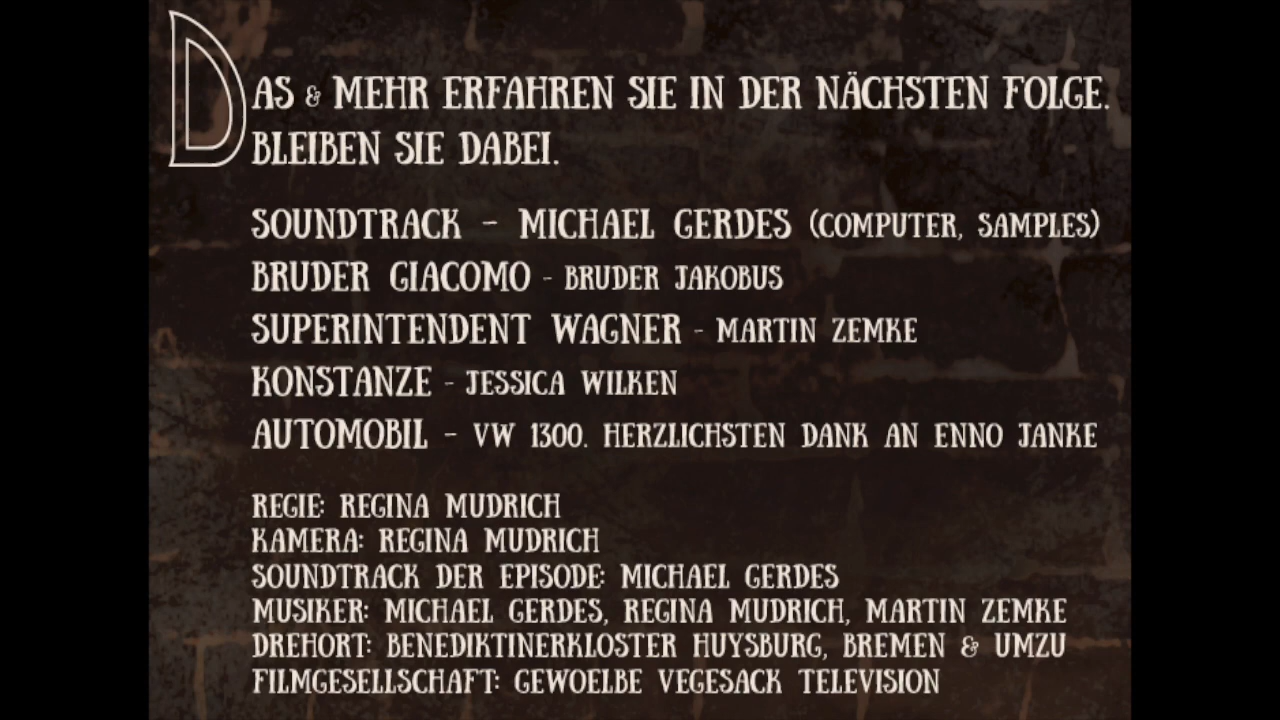 DAS & MEHR ERFAHREN SIE IN DER NÄCHSTEN FOLGE.
BLEIBEN SIE DABEI.
SOUNDTRACK - MICHAEL GERDES (COMPUTER, SAMPLES)
BRUDER GIACOMO - BRUDER JAKOBUS
SUPERINTENDENT WAGNER - MARTIN ZEMKE
KONSTANZE - JESSICA WILKEN
AUTOMOBIL - VW 1300. HERZLICHSTEN DANK AN ENNO JANKE
REGIE: REGINA MUDRICH
KAMERA: REGINA MUDRICH
SOUNDTRACK DER EPISODE: MICHAEL GERDES
MUSIKER: MICHAEL GERDES, REGINA MUDRICH, MARTIN ZEMKE
DREHORT: BENEDIKTINERKLOSTER HUYSBURG, BREMEN & UMZU
FILMGESELLSCHAFT: GEWOELBE VEGESACK TELEVISION